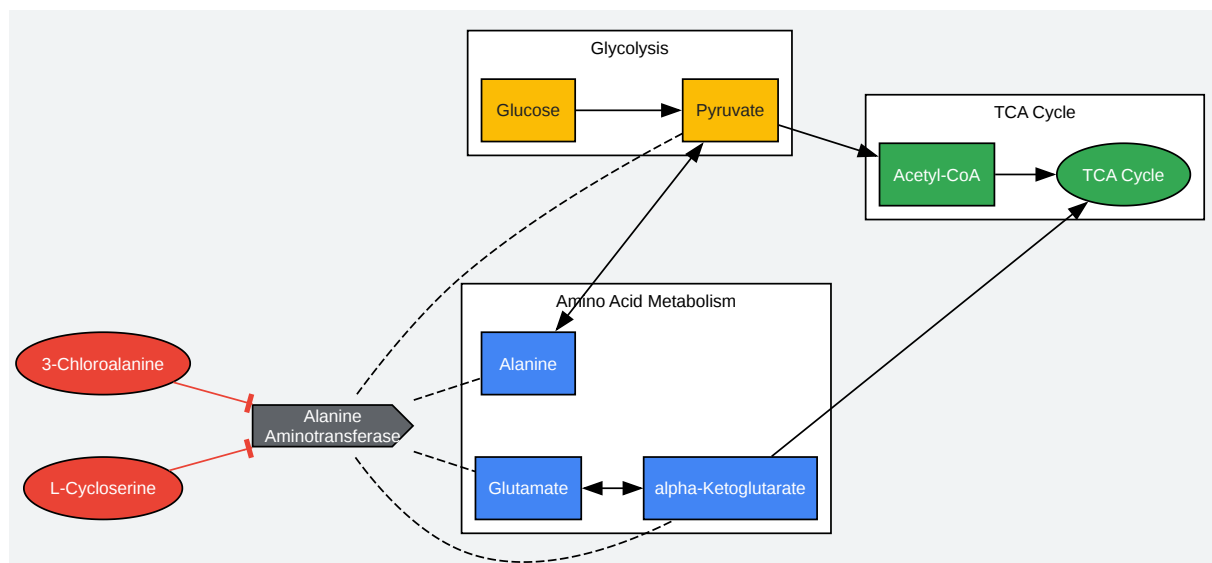 Glycolysis
Glucose
Pyruvate
TCA Cycle
Acetyl-CoA
TCA Cycle
Amino Acid Metabolism
Alanine
3-Chloroalanine
Alanine
Aminotransferase
L-Cycloserine
Glutamate
alpha-Ketoglutarate